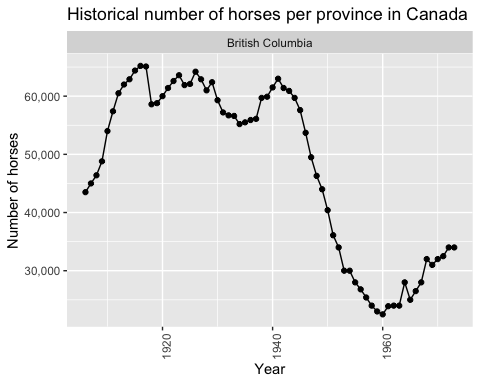 Historical number of horses per province in Canada
British Columbia
Number of horses
60,000
50,000
40,000
30,000
1920
1940
1960
Year